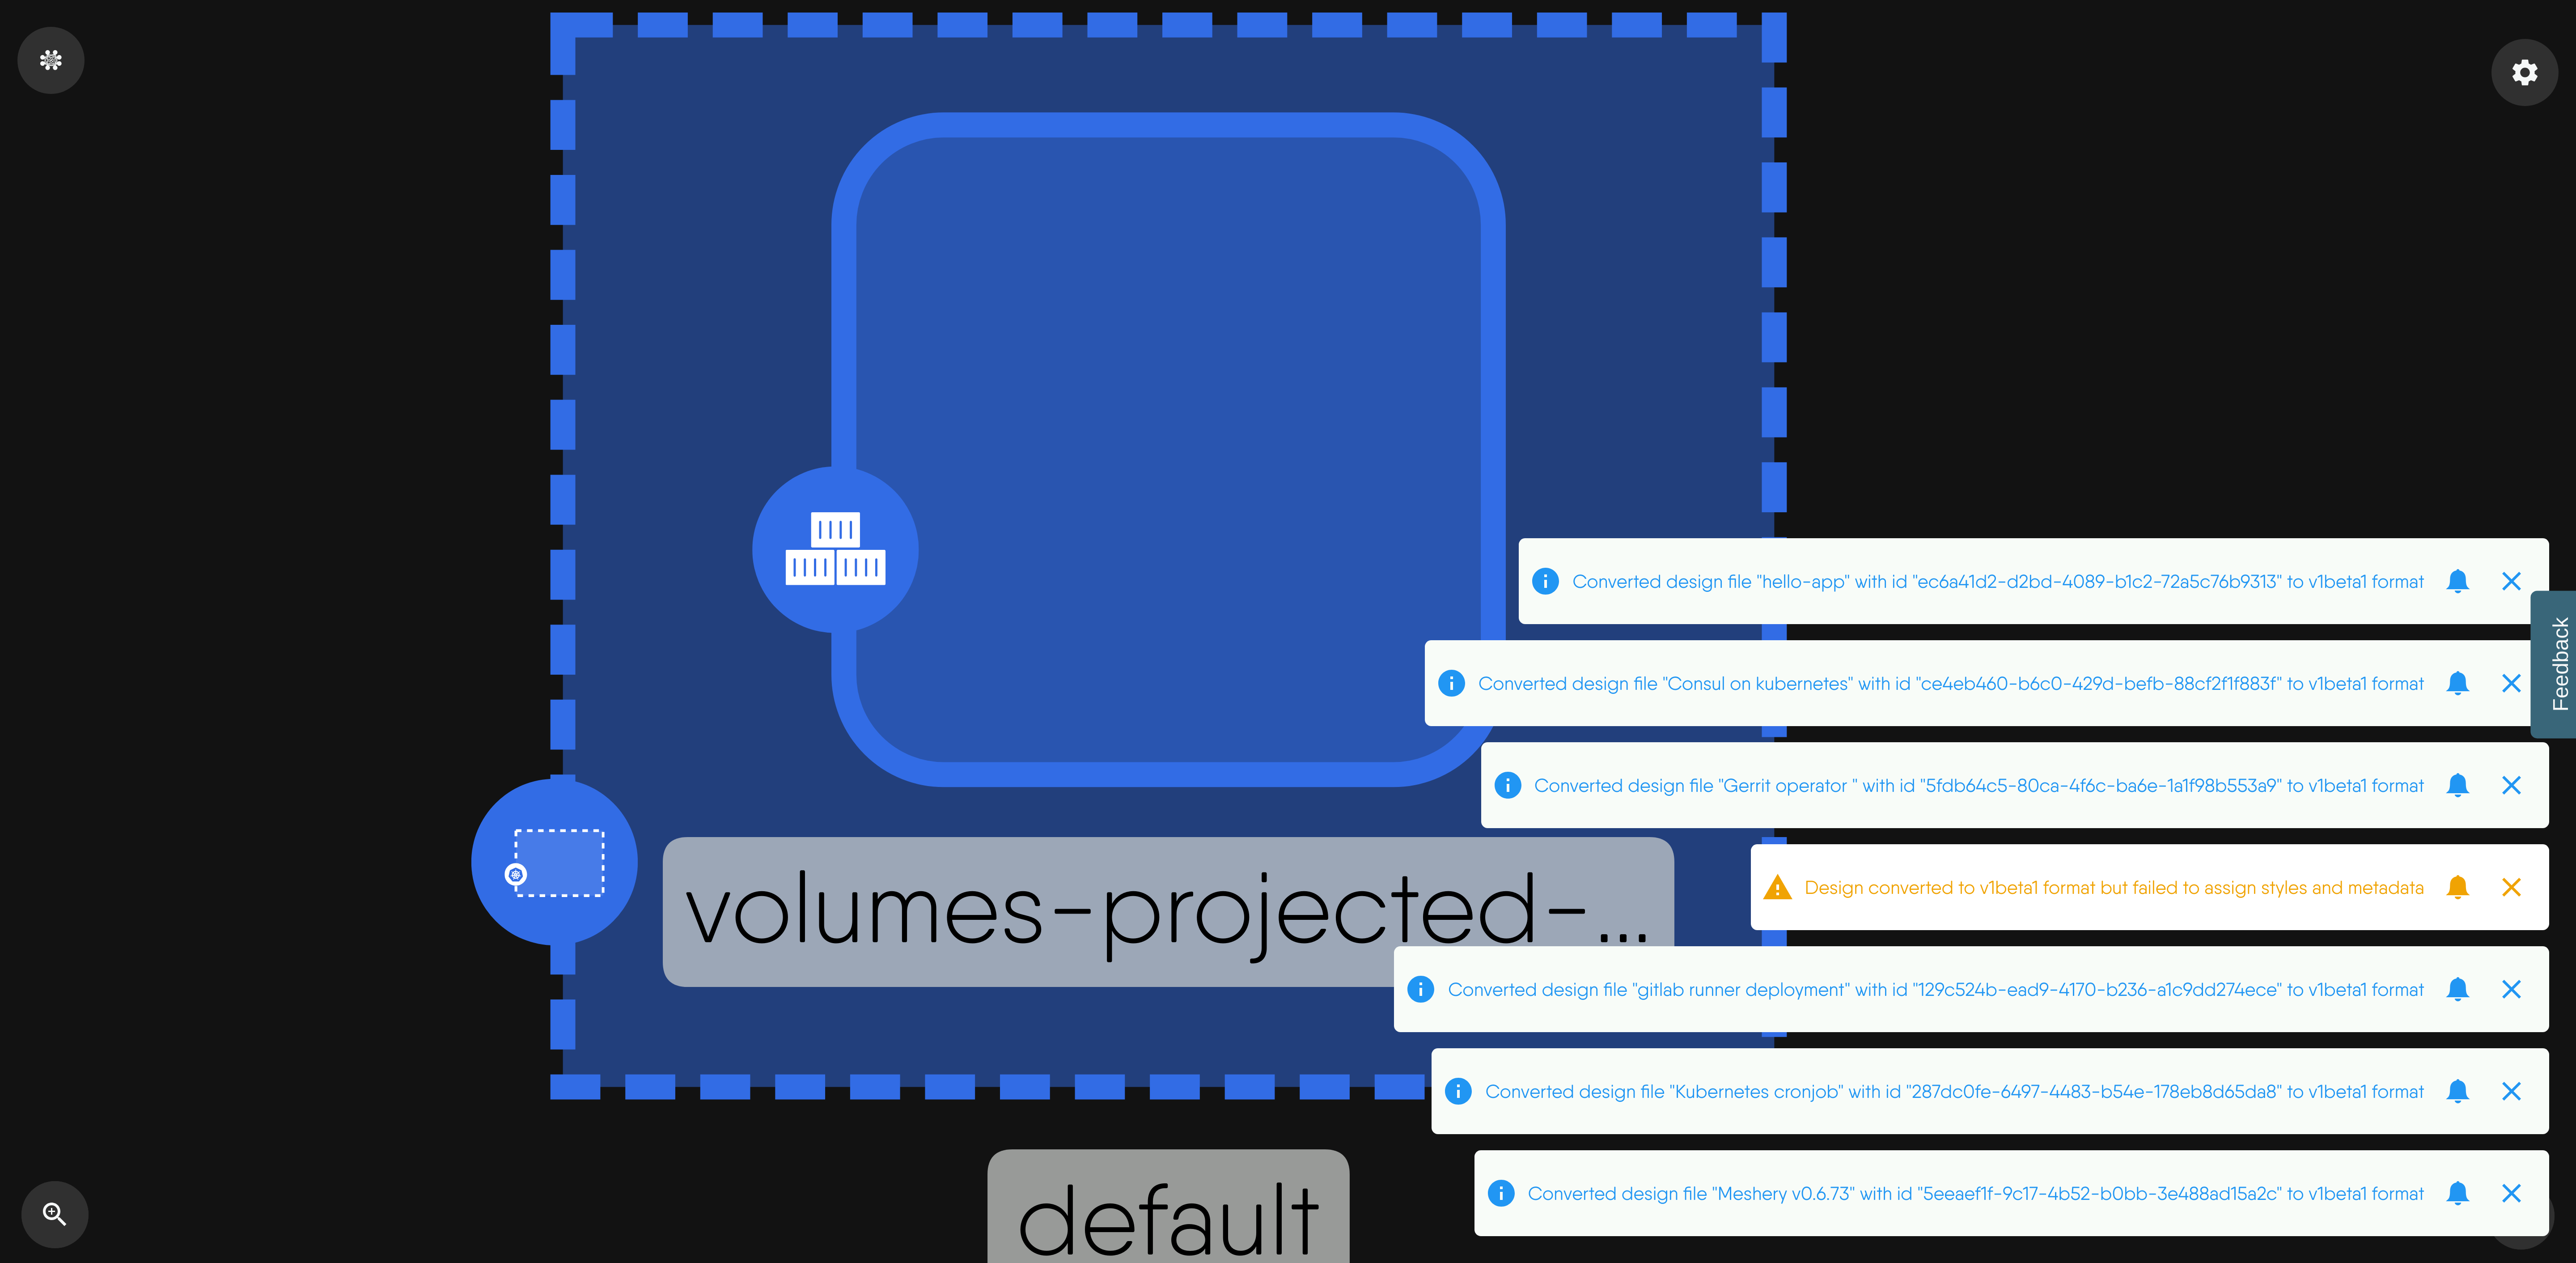 Converted design file "hello-app" with id "ec6a41d2-d2bd-4089-b1c2-72a5c76b9313" to v1beta1 format
Feedback
Converted design file "Consul on kubernetes" with id "ce4eb460-b6c0-429d-befb-88cf2f1f883f" to v1beta1 format
Converted design file "Gerrit operator " with id "5fdb64c5-80ca-4f6c-ba6e-1a1f98b553a9" to v1beta1 format
Design converted to v1beta1 format but failed to assign styles and metadata
volumes-projected-...
Converted design file "gitlab runner deployment" with id "129c524b-ead9-4170-b236-a1c9dd274ece" to v1beta1 format
Converted design file "Kubernetes cronjob" with id "287dc0fe-6497-4483-b54e-178eb8d65da8" to v1beta1 format
Converted design file "Meshery v0.6.73" with id "5eeaef1f-9c17-4b52-b0bb-3e488ad15a2c" to v1beta1 format
default